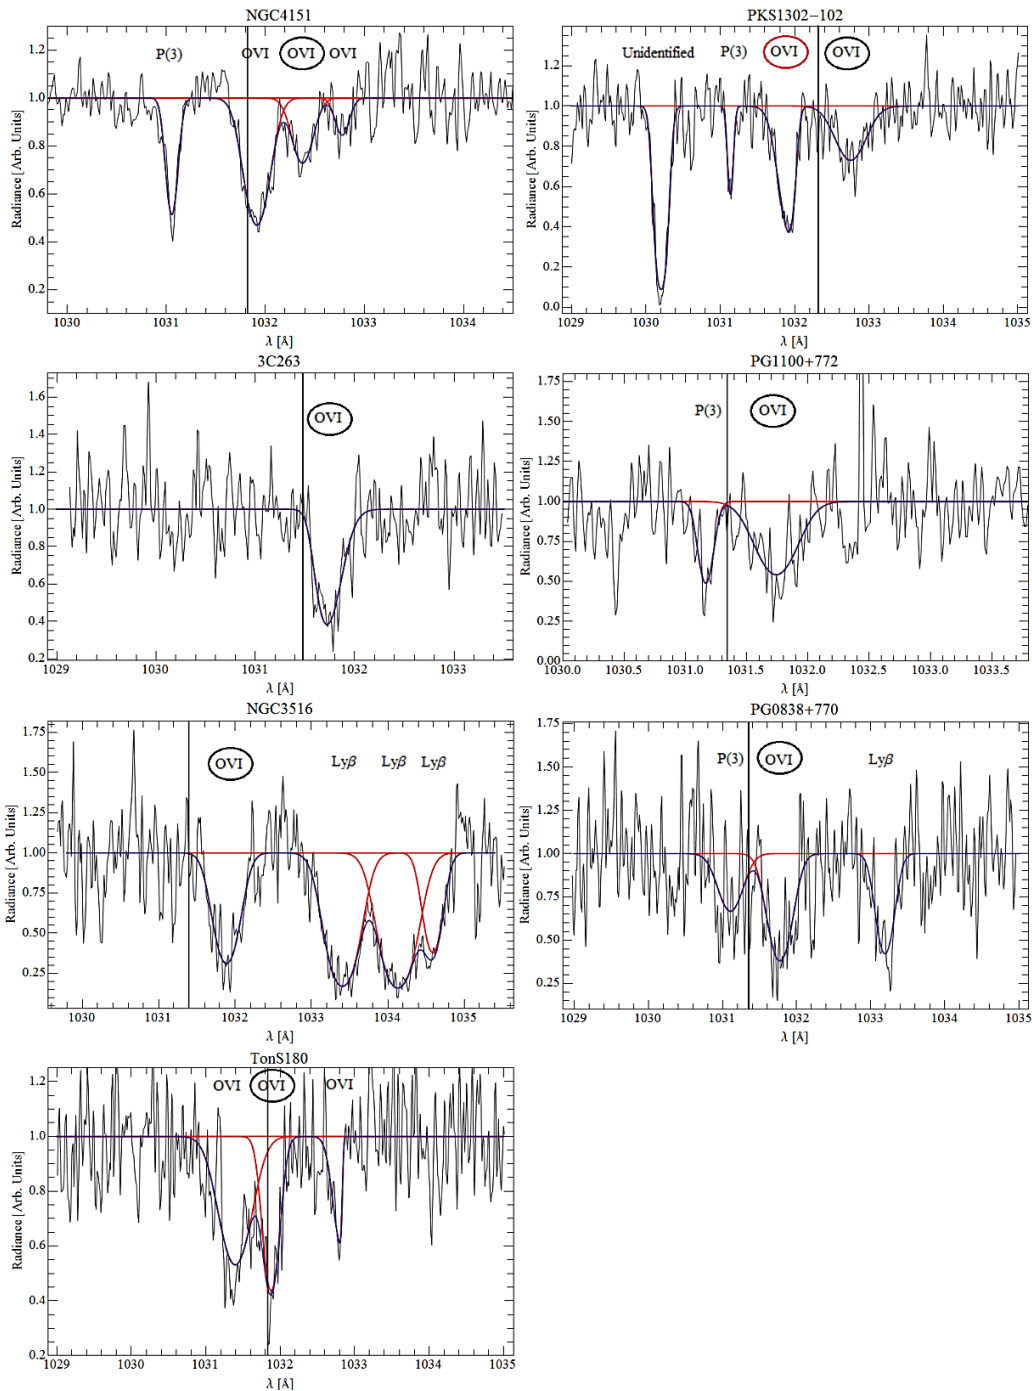 NGC4151
P(3) OVI OVI OVI
1.2
1.0
0.8
0.6
0.4
0.2
Radiance [Arb. Units]
1030 1031 1032 1033 1034
λ [Å]
PKS1302−102
Unidentified P(3) OVI OVI
1.2
1.0
0.8
0.6
0.4
0.2
0.0
Radiance [Arb. Units]
1029 1030 1031 1032 1033 1034 1035
λ [Å]
3C263
OVI
1.6
1.4
1.2
1.0
0.8
0.6
0.4
0.2
Radiance [Arb. Units]
1029 1030 1031 1032 1033
λ [Å]
PG1100+772
P(3) OVI
1.75
1.50
1.25
1.00
0.75
0.50
0.25
0.00
Radiance [Arb. Units]
1030.0 1030.5 1031.0 1031.5 1032.0 1032.5 1033.0 1033.5
λ [Å]
NGC3516
OVI Lyβ Lyβ Lyβ
1.75
1.50
1.25
1.00
0.75
0.50
0.25
Radiance [Arb. Units]
1030 1031 1032 1033 1034 1035
λ [Å]
PG0838+770
P(3) OVI Lyβ
1.75
1.50
1.25
1.00
0.75
0.50
0.25
Radiance [Arb. Units]
1029 1030 1031 1032 1033 1034 1035
λ [Å]
TonS180
OVI OVI OVI
1.2
1.0
0.8
0.6
0.4
0.2
Radiance [Arb. Units]
1029 1030 1031 1032 1033 1034 1035
λ [Å]